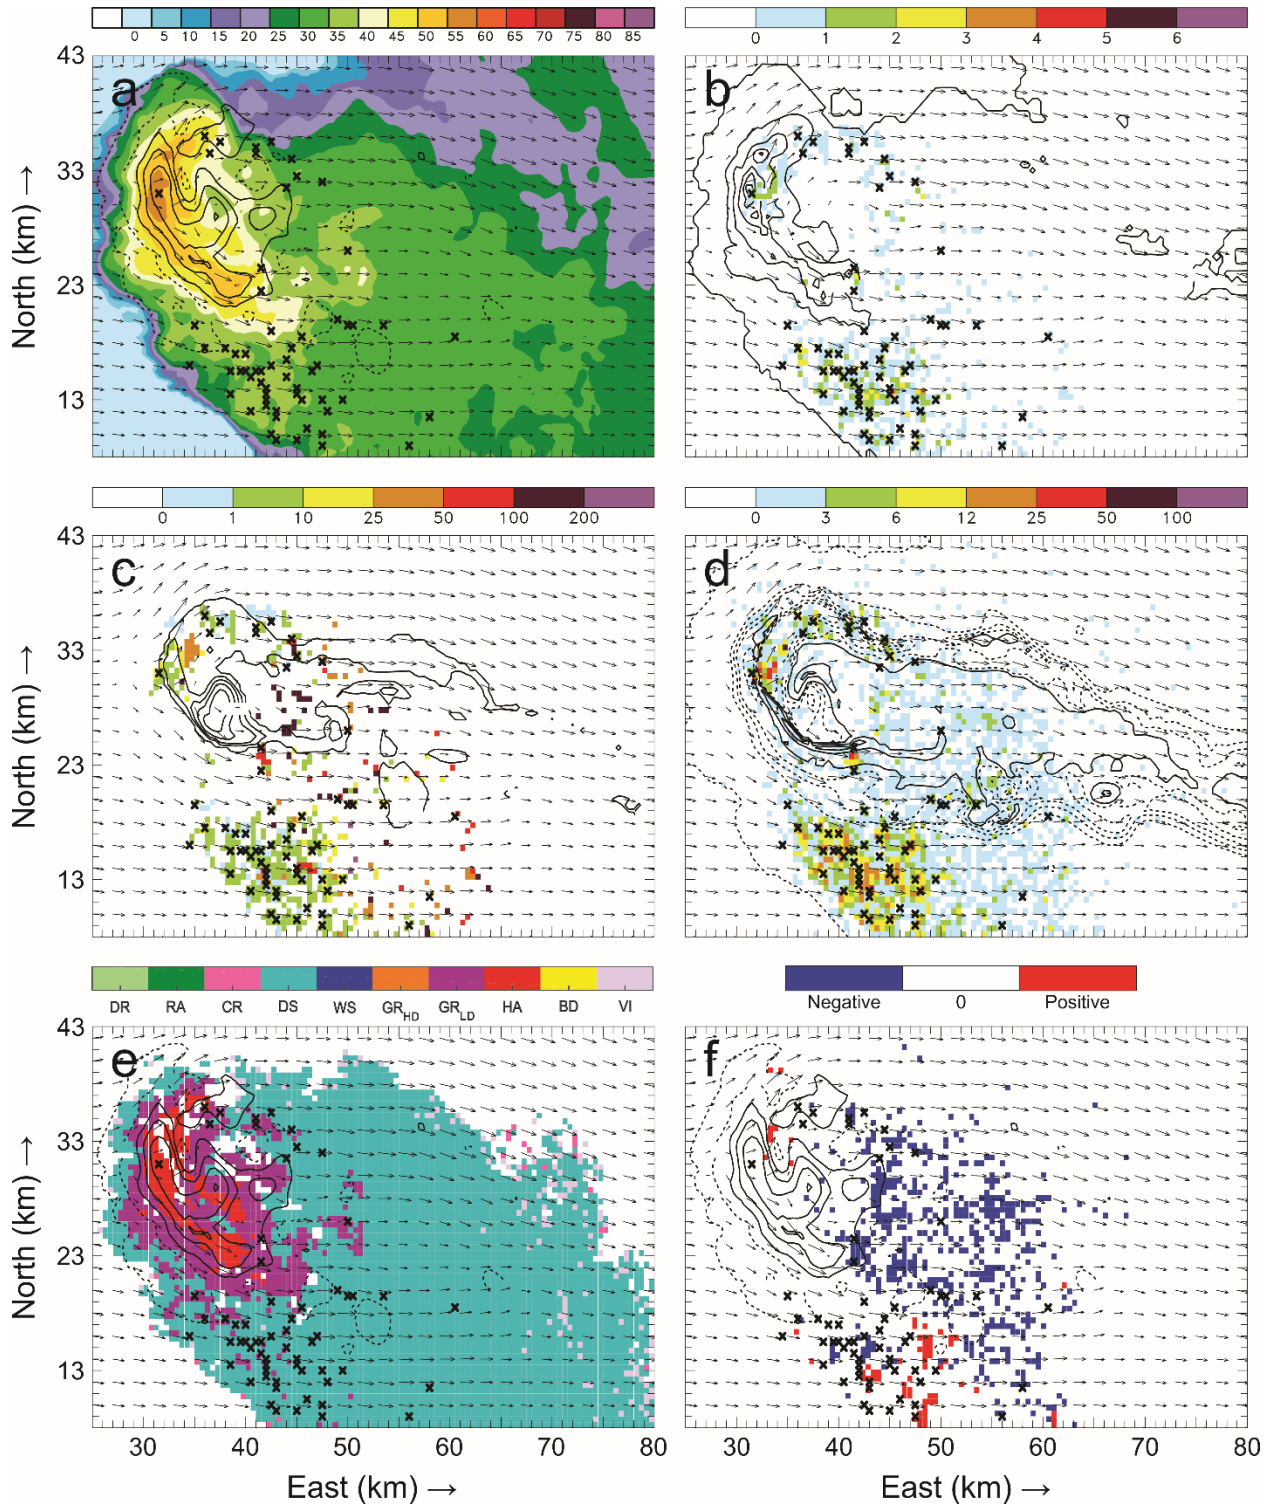 0 5 10 15 20 25 30 35 40 45 50 55 60 65 70 75 80 85
0 1 2 3 4 5 6
43
33
23
13
North (km) →
a
b
0 1 10 25 50 100 200
0 3 6 12 25 50 100
43
33
23
13
North (km) →
c
d
DR RA CR DS WS GR_HD GR_LD HA BD VI
Negative 0 Positive
43
33
23
13
North (km) →
e
f
30 40 50 60 70 80
30 40 50 60 70 80
East (km) →
East (km) →